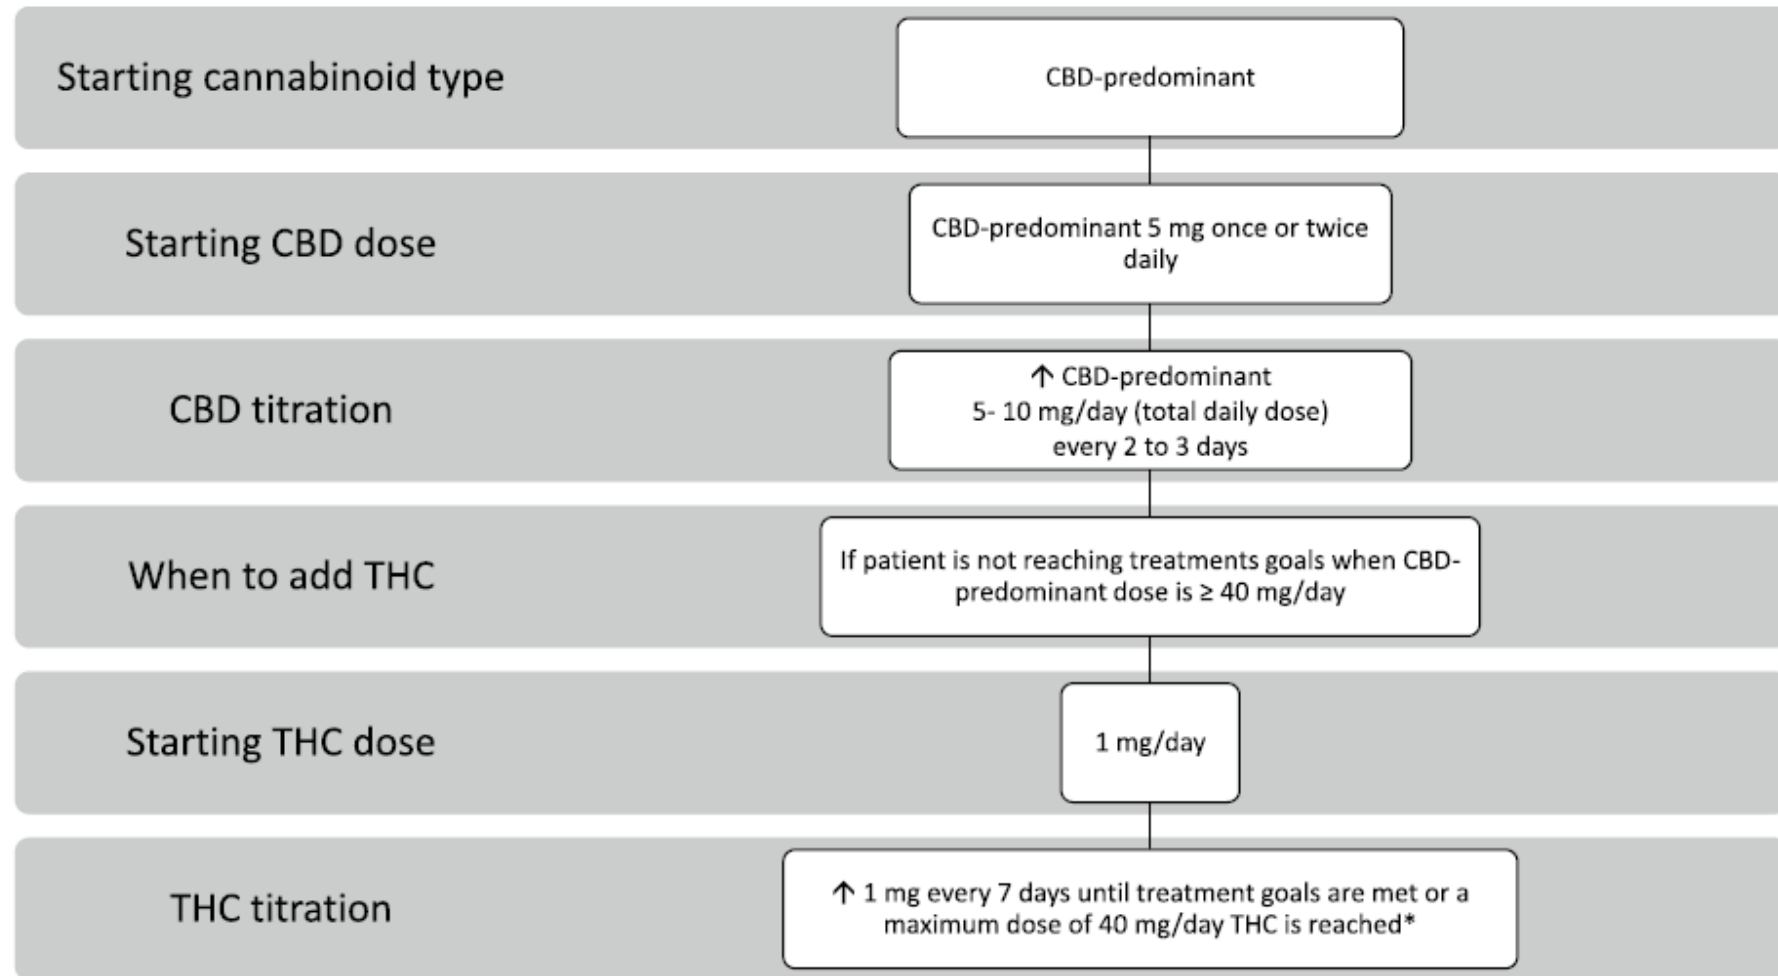 Starting cannabinoid type
CBD-predominant
Starting CBD dose
CBD-predominant 5 mg once or twice
daily
CBD titration
↑ CBD-predominant
5- 10 mg/day (total daily dose)
every 2 to 3 days
When to add THC
If patient is not reaching treatments goals when CBD-
predominant dose is ≥ 40 mg/day
Starting THC dose
1 mg/day
THC titration
↑ 1 mg every 7 days until treatment goals are met or a
maximum dose of 40 mg/day THC is reached*